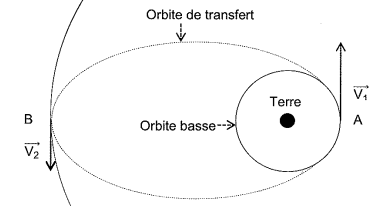 Orbite de transfert
V₁
Terre
B
A
Orbite basse
V₂